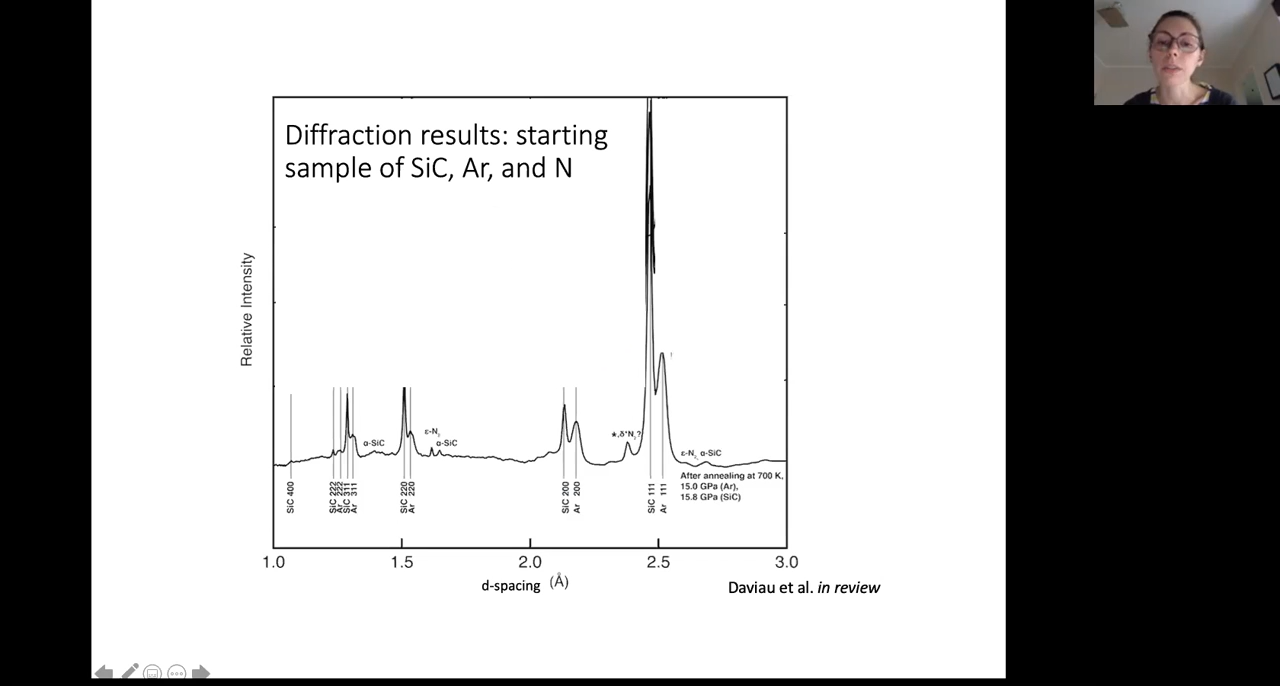 Diffraction results: starting
sample of SiC, Ar, and N
Relative Intensity
α-SiC
ε-N2
α-SiC
*,δ*N2?
ε-N2, α-SiC
After annealing at 700 K,
15.0 GPa (Ar),
15.8 GPa (SiC)
SiC 400
SiC 222
Ar 222
SiC 311
Ar 311
SiC 220
Ar 220
SiC 200
Ar 200
SiC 111
Ar 111
1.0 1.5 2.0 2.5 3.0
d-spacing (Å)
Daviau et al. in review